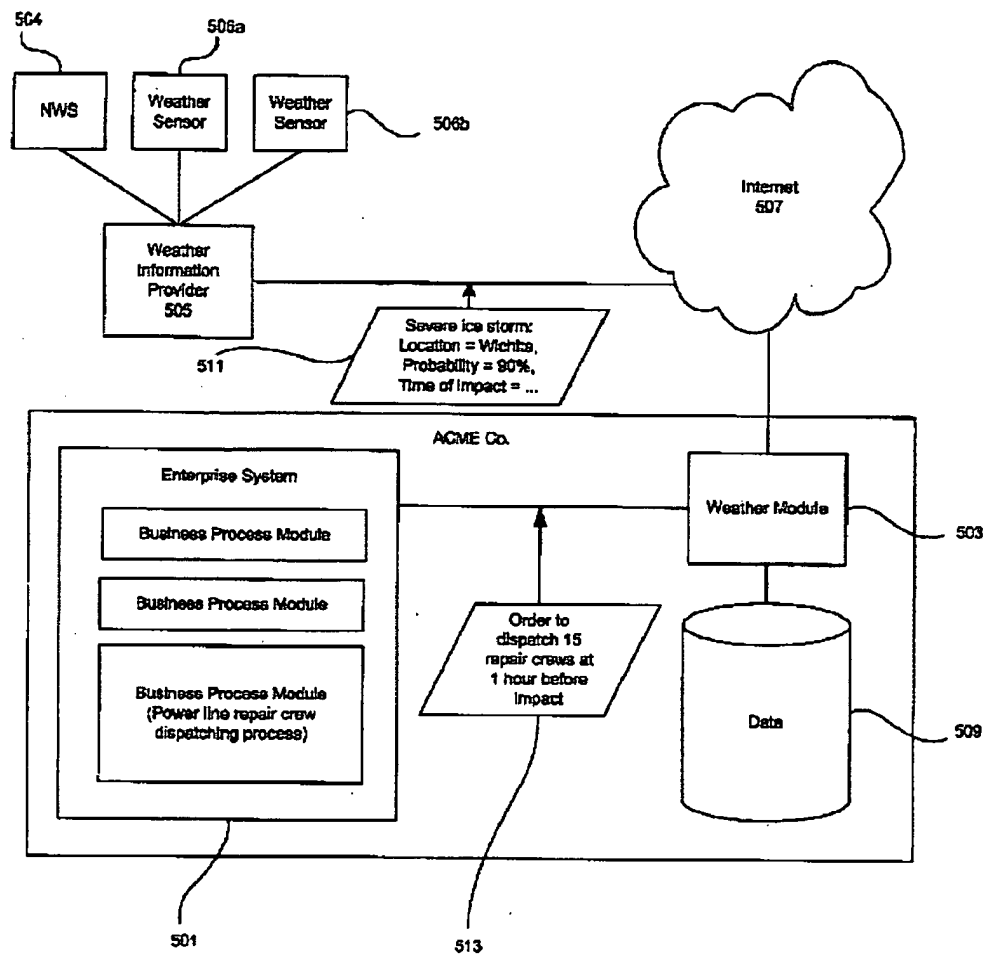 504
506a
NWS
Weather
Sensor
Weather
Sensor
506b
Internet
507
Weather
Information
Provider
505
Severe ice storm:
Location = Wichita,
Probability = 90%,
Time of Impact = ...
511
ACME Co.
Enterprise System
Business Process Module
Business Process Module
Business Process Module
(Power line repair crew
dispatching process)
Weather Module
503
Order to
dispatch 15
repair crews at
1 hour before
impact
Data
509
501
513